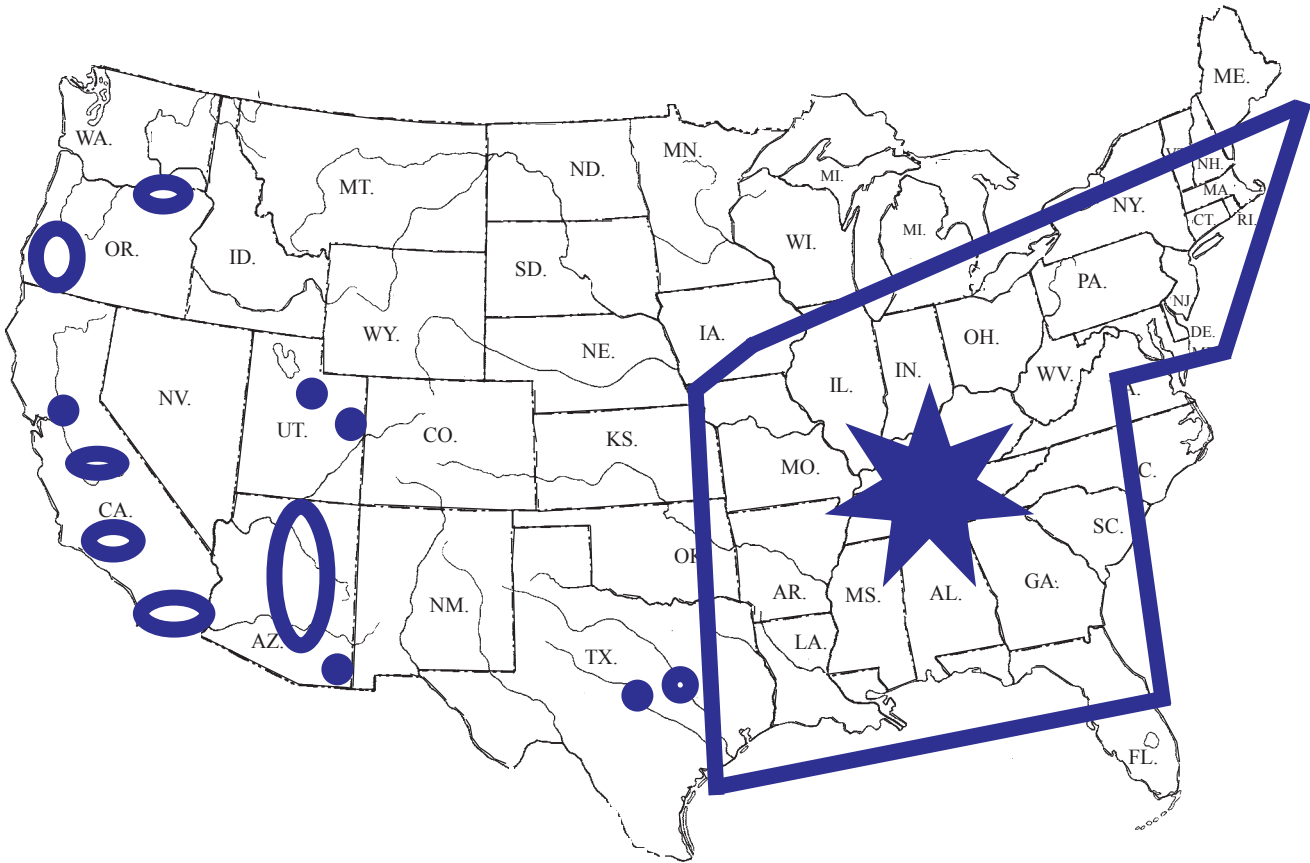 ME.
WA.
MN.
ND.
MT.
NH.
MI.
MA.
NY.
CT.
RI.
MI.
WI.
OR.
ID.
SD.
PA.
NJ
WY.
IA.
OH.
DE.
NE.
IN.
WV.
IL.
NV.
UT.
CO.
KS.
MO.
C.
CA.
SC.
OK
GA.
AR.
MS.
AL.
NM.
AZ.
LA.
TX.
FL.